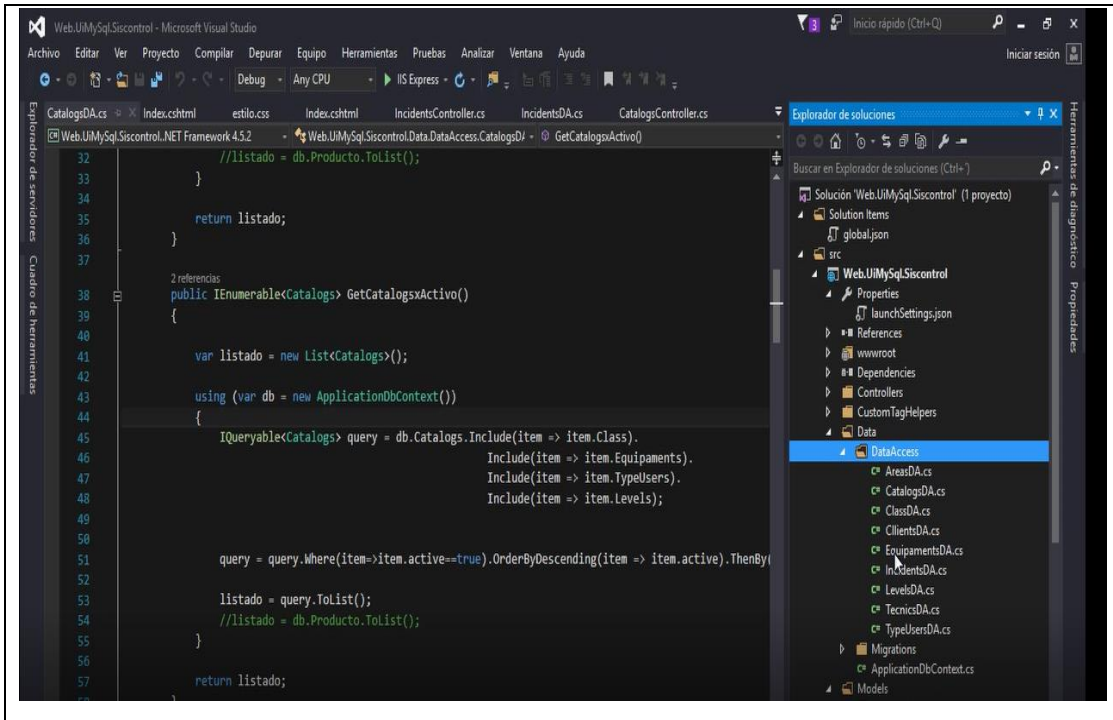 Web.UiMySql.Siscontrol - Microsoft Visual Studio
3
Inicio rápido (Ctrl+Q)
Archivo Editar Ver Proyecto Compilar Depurar Equipo Herramientas Pruebas Analizar Ventana Ayuda
Iniciar sesión
Debug Any CPU IIS Express
CatalogsDA.cs Index.cshtml estilo.css Index.cshtml IncidentsController.cs IncidentsDA.cs CatalogsController.cs
Web.UiMySql.Siscontrol..NET Framework 4.5.2 Web.UiMySql.Siscontrol.Data.DataAccess.CatalogsDA GetCatalogsxActivo()
Explorador de servidores
Cuadro de herramientas
32 //listado = db.Producto.ToList();
33 }
34
35 return listado;
36 }
37
2 referencias
38 public IEnumerable<Catalogs> GetCatalogsxActivo()
39 {
40
41 var listado = new List<Catalogs>();
42
43 using (var db = new ApplicationDbContext())
44 {
45 IQueryable<Catalogs> query = db.Catalogs.Include(item => item.Class).
46 Include(item => item.Equipaments).
47 Include(item => item.TypeUsers).
48 Include(item => item.Levels);
49
50
51 query = query.Where(item=>item.active==true).OrderByDescending(item => item.active).ThenBy(
52
53 listado = query.ToList();
54 //listado = db.Producto.ToList();
55 }
56
57 return listado;
Explorador de soluciones
Buscar en Explorador de soluciones (Ctrl+¨)
Solución 'Web.UiMySql.Siscontrol' (1 proyecto)
Solution Items
global.json
src
Web.UiMySql.Siscontrol
Properties
launchSettings.json
References
wwwroot
Dependencies
Controllers
CustomTagHelpers
Data
DataAccess
AreasDA.cs
CatalogsDA.cs
ClassDA.cs
CllientsDA.cs
EquipamentsDA.cs
IncidentsDA.cs
LevelsDA.cs
TecnicsDA.cs
TypeUsersDA.cs
Migrations
ApplicationDbContext.cs
Models
Herramientas de diagnóstico
Propiedades